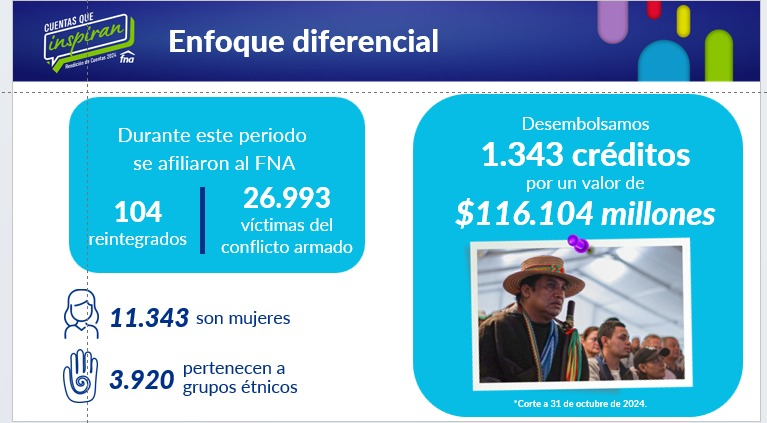 CUENTAS QUE
inspiran
Rendición de Cuentas 2024
fna
Enfoque diferencial
Durante este periodo
se afiliaron al FNA
104
reintegrados
26.993
víctimas del
conflicto armado
11.343 son mujeres
3.920 pertenecen a
grupos étnicos
Desembolsamos
1.343 créditos
por un valor de
$116.104 millones
*Corte a 31 de octubre de 2024.